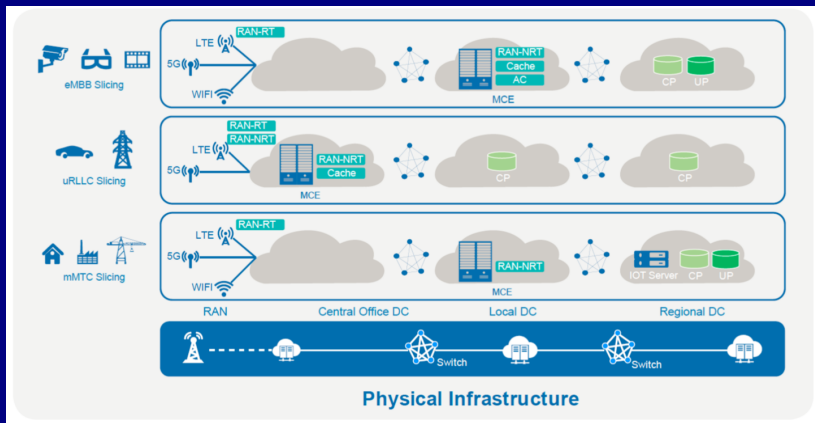 RAN-RT
LTE
5G
WIFI
RAN-NRT
Cache
AC
MCE
CP UP
eMBB Slicing
RAN-RT
RAN-NRT
LTE
5G
RAN-NRT
Cache
MCE
CP
CP
uRLLC Slicing
RAN-RT
LTE
5G
WIFI
RAN-NRT
MCE
IOT Server CP UP
mMTC Slicing
RAN Central Office DC Local DC Regional DC
Switch Switch
Physical Infrastructure